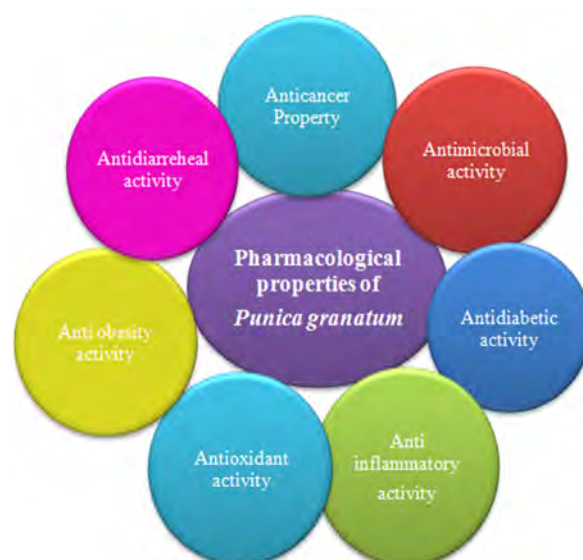 Anticancer
Property
Antimicrobial
activity
Antidiabetic
activity
Anti
inflammatory
activity
Antioxidant
activity
Anti obesity
activity
Antidiarreheal
activity
Pharmacological
properties of
Punica granatum